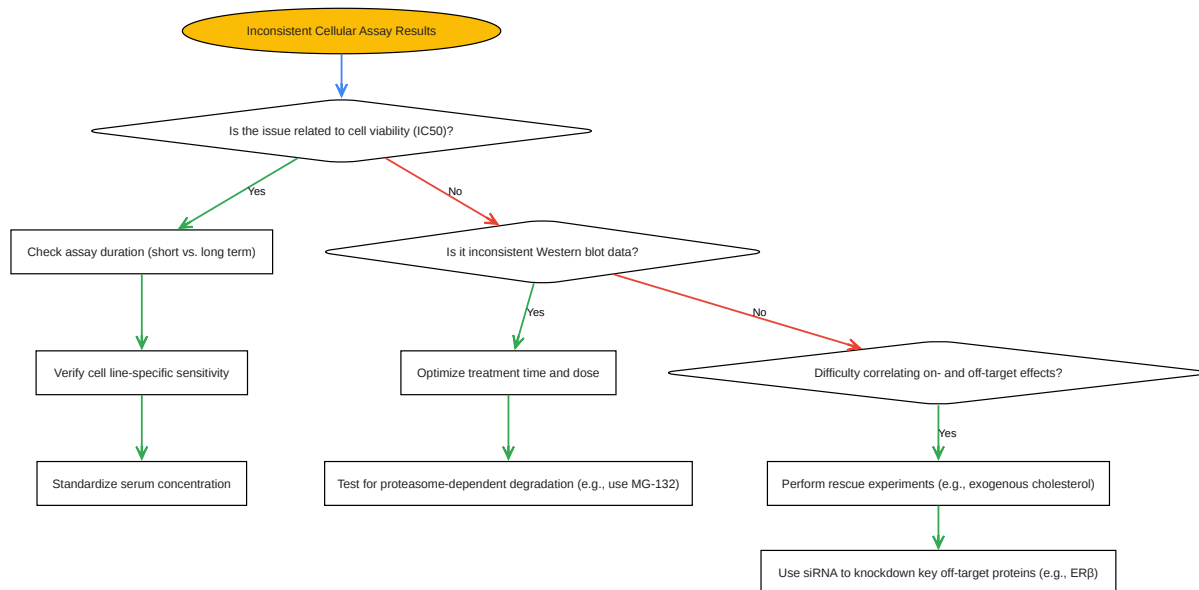 Inconsistent Cellular Assay Results
Is the issue related to cell viability (IC50)?
Yes
No
Check assay duration (short vs. long term)
Is it inconsistent Western blot data?
Yes
No
Verify cell line-specific sensitivity
Optimize treatment time and dose
Difficulty correlating on- and off-target effects?
Yes
Standardize serum concentration
Test for proteasome-dependent degradation (e.g., use MG-132)
Perform rescue experiments (e.g., exogenous cholesterol)
Use siRNA to knockdown key off-target proteins (e.g., ERβ)